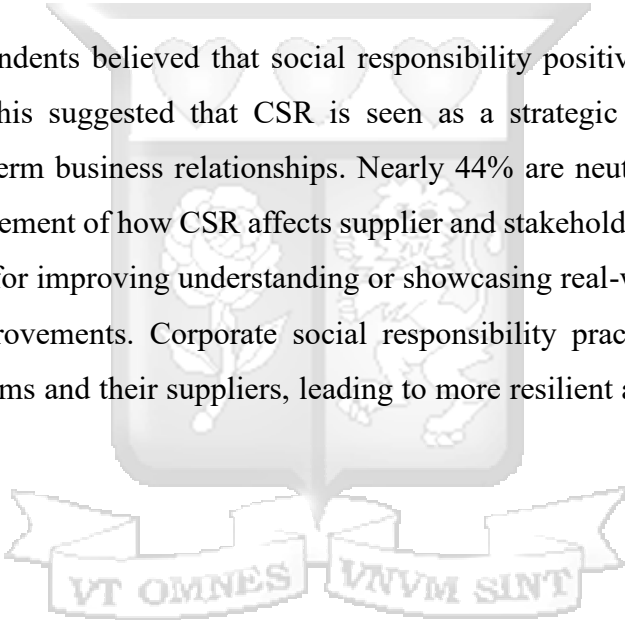 ndents believed that social responsibility positiv
his suggested that CSR is seen as a strategic
erm business relationships. Nearly 44% are neut
ement of how CSR affects supplier and stakehold
for improving understanding or showcasing real-w
rovements. Corporate social responsibility prac
ms and their suppliers, leading to more resilient a
VT OMNES VNVM SINT